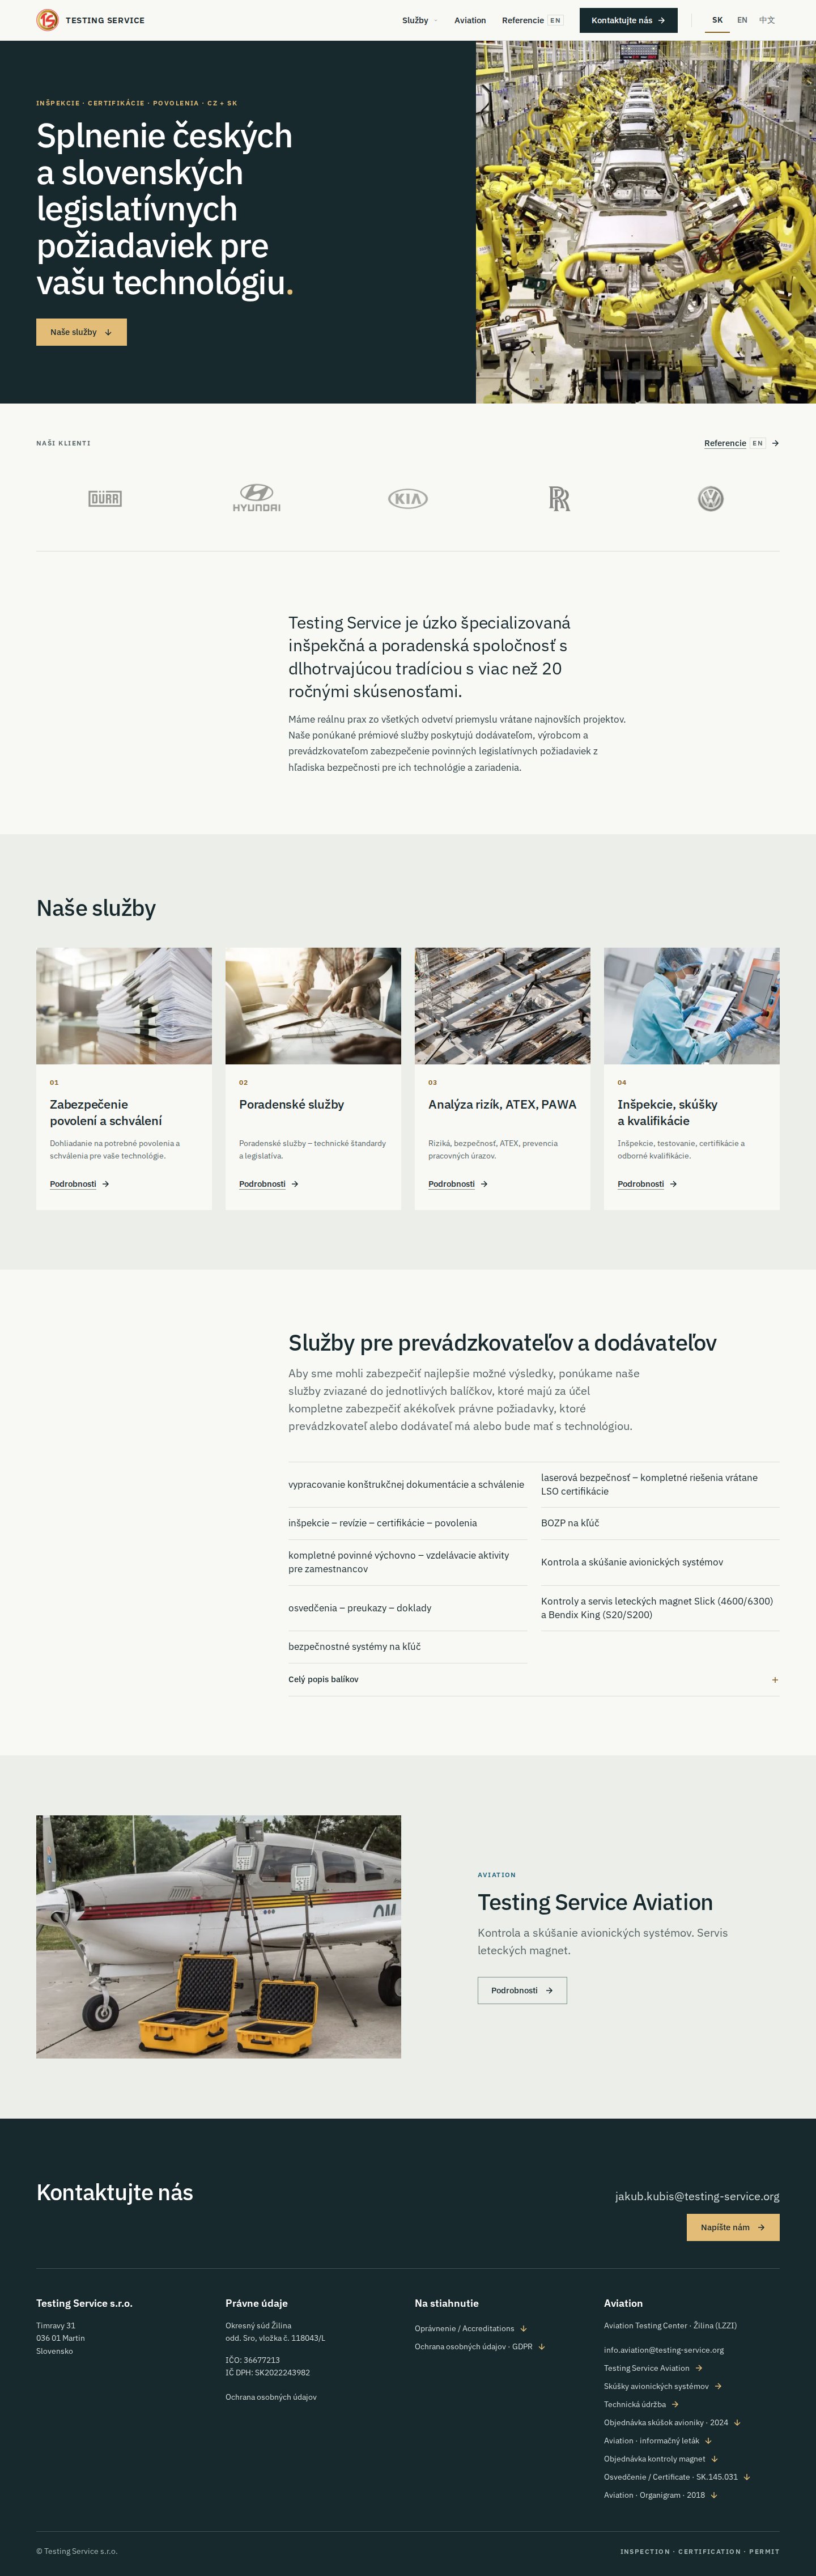 TESTING SERVICE
Služby
Aviation
Referencie EN
Kontaktujte nás
SK
EN
中文
INŠPEKCIE · CERTIFIKÁCIE · POVOLENIA · CZ + SK
Splnenie českých
a slovenských
legislatívnych
požiadaviek pre
vašu technológiu.
Naše služby
NAŠI KLIENTI
Referencie EN
DÜRR
HYUNDAI
KIA
RR
VW
Testing Service je úzko špecializovaná
inšpekčná a poradenská spoločnosť s
dlhotrvajúcou tradíciou s viac než 20
ročnými skúsenosťami.
Máme reálnu prax zo všetkých odvetví priemyslu vrátane najnovších projektov.
Naše ponúkané prémiové služby poskytujú dodávateľom, výrobcom a
prevádzkovateľom zabezpečenie povinných legislatívnych požiadaviek z
hľadiska bezpečnosti pre ich technológie a zariadenia.
Naše služby
01
Zabezpečenie
povolení a schválení
Dohliadanie na potrebné povolenia a
schválenia pre vaše technológie.
Podrobnosti
02
Poradenské služby
Poradenské služby – technické štandardy
a legislatíva.
Podrobnosti
03
Analýza rizík, ATEX, PAWA
Riziká, bezpečnosť, ATEX, prevencia
pracovných úrazov.
Podrobnosti
04
Inšpekcie, skúšky
a kvalifikácie
Inšpekcie, testovanie, certifikácie a
odborné kvalifikácie.
Podrobnosti
Služby pre prevádzkovateľov a dodávateľov
Aby sme mohli zabezpečiť najlepšie možné výsledky, ponúkame naše
služby zviazané do jednotlivých balíčkov, ktoré majú za účel
kompletne zabezpečiť akékoľvek právne požiadavky, ktoré
prevádzkovateľ alebo dodávateľ má alebo bude mať s technológiou.
vypracovanie konštrukčnej dokumentácie a schválenie
laserová bezpečnosť – kompletné riešenia vrátane
LSO certifikácie
inšpekcie – revízie – certifikácie – povolenia
BOZP na kľúč
kompletné povinné výchovno – vzdelávacie aktivity
pre zamestnancov
Kontrola a skúšanie avionických systémov
osvedčenia – preukazy – doklady
Kontroly a servis leteckých magnet Slick (4600/6300)
a Bendix King (S20/S200)
bezpečnostné systémy na kľúč
Celý popis balíkov
+
AVIATION
Testing Service Aviation
Kontrola a skúšanie avionických systémov. Servis
leteckých magnet.
Podrobnosti
Kontaktujte nás
jakub.kubis@testing-service.org
Napíšte nám
Testing Service s.r.o.
Timravy 31
036 01 Martin
Slovensko
Právne údaje
Okresný súd Žilina
odd. Sro, vložka č. 118043/L
IČO: 36677213
IČ DPH: SK2022243982
Ochrana osobných údajov
Na stiahnutie
Oprávnenie / Accreditations
Ochrana osobných údajov · GDPR
Aviation
Aviation Testing Center · Žilina (LZZI)
info.aviation@testing-service.org
Testing Service Aviation
Skúšky avionických systémov
Technická údržba
Objednávka skúšok avioniky · 2024
Aviation · informačný leták
Objednávka kontroly magnet
Osvedčenie / Certificate · SK.145.031
Aviation · Organigram · 2018
© Testing Service s.r.o.
INSPECTION · CERTIFICATION · PERMIT